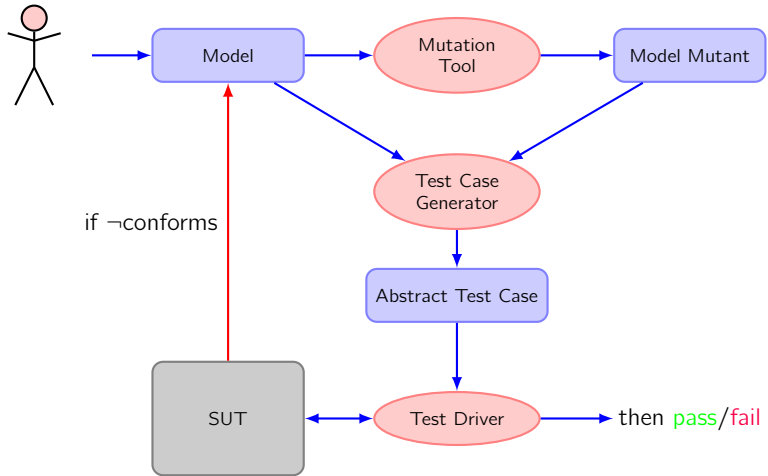 Model
Mutation
Tool
Model Mutant
Test Case
Generator
if ¬conforms
Abstract Test Case
SUT
Test Driver
then pass/fail